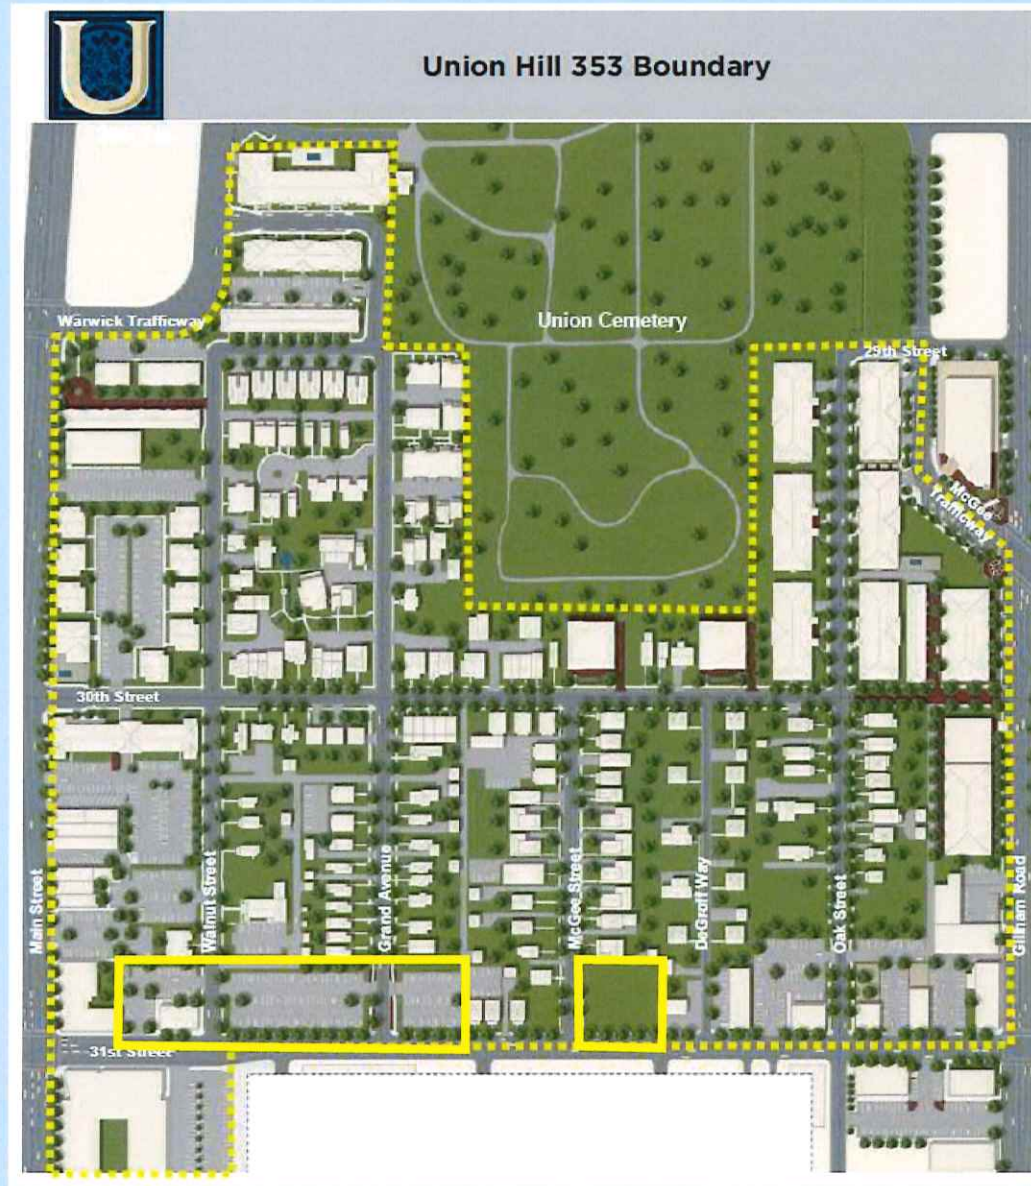 U
Union Hill 353 Boundary
Warwick Trafficway
Union Cemetery
29th Street
McGee
Trafficway
30th Street
Main Street
Walnut Street
Grand Avenue
McGee Street
DeGroff Way
Oak Street
Gillham Road
31st Street